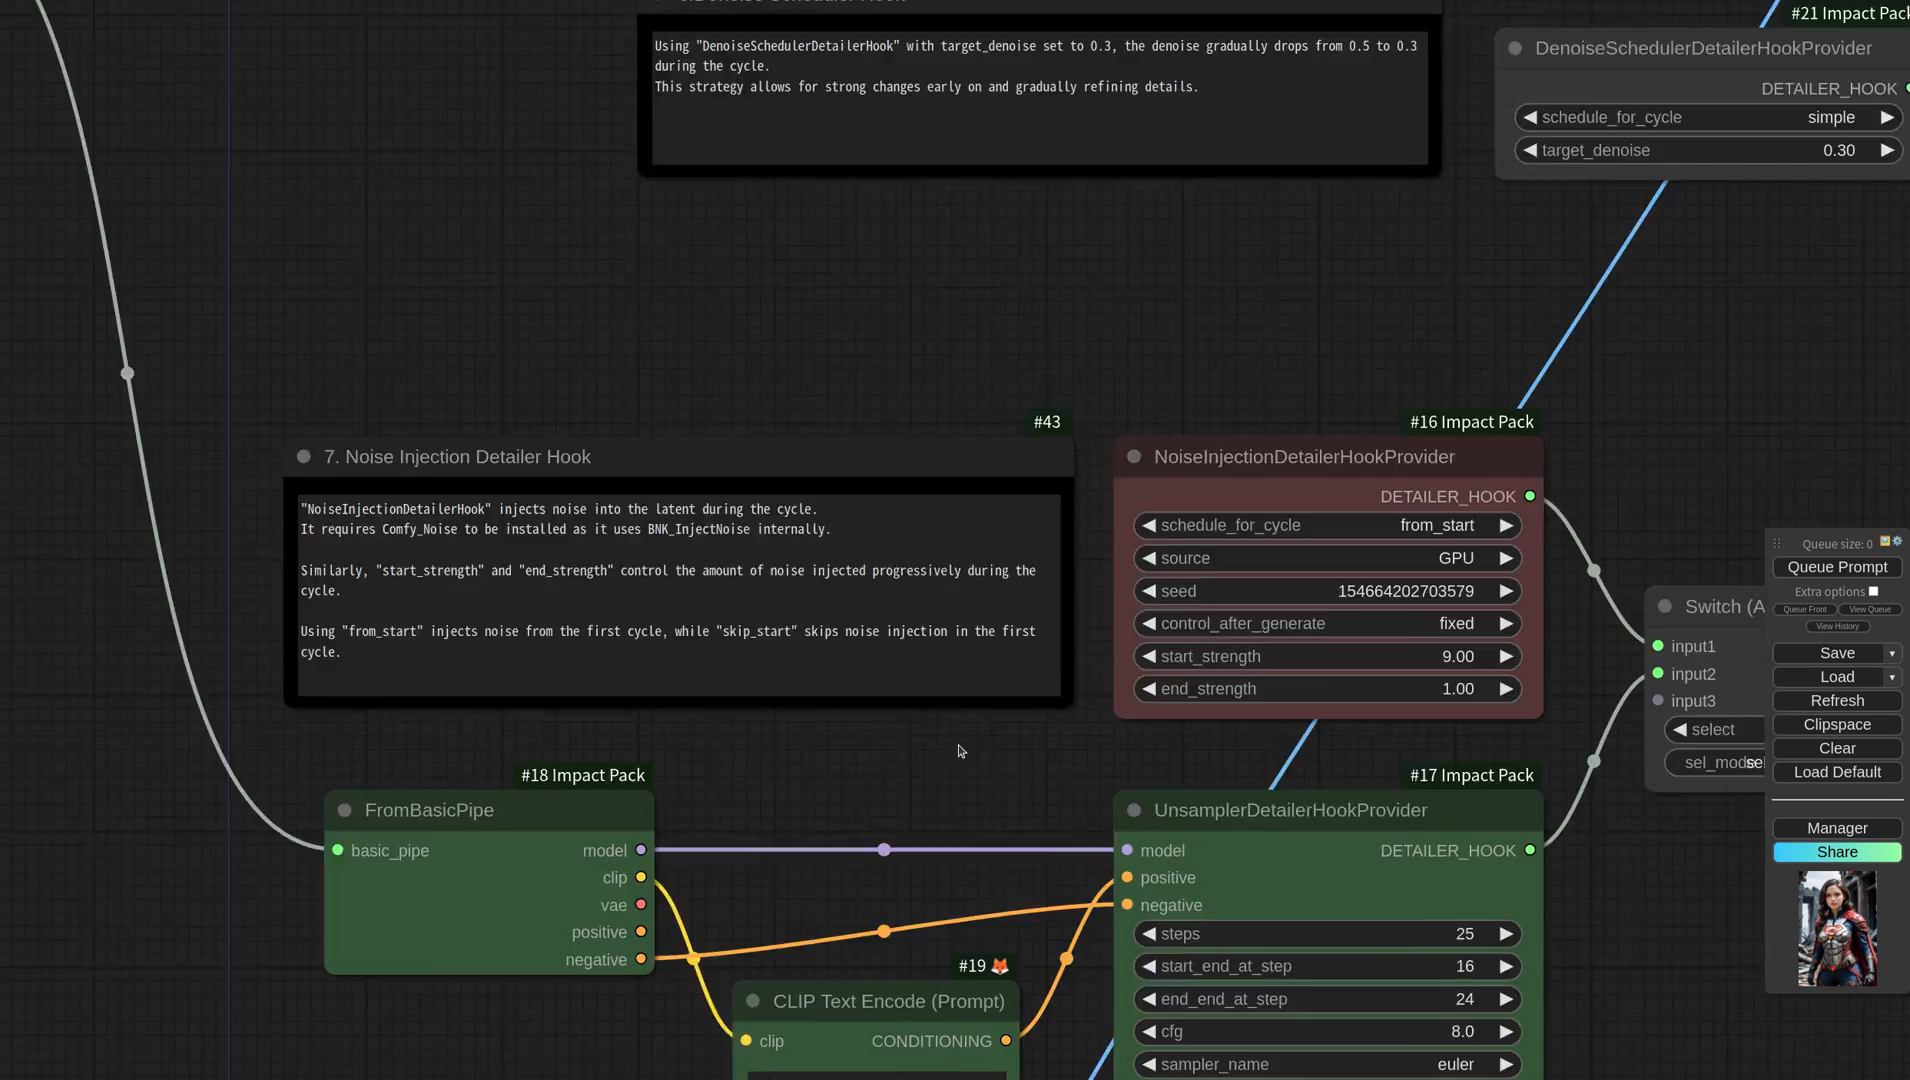 #21 Impact Pack
Using "DenoiseSchedulerDetailerHook" with target_denoise set to 0.3, the denoise gradually drops from 0.5 to 0.3
during the cycle.
This strategy allows for strong changes early on and gradually refining details.
DenoiseSchedulerDetailerHookProvider
DETAILER_HOOK
schedule_for_cycle simple
target_denoise 0.30
#43
7. Noise Injection Detailer Hook
"NoiseInjectionDetailerHook" injects noise into the latent during the cycle.
It requires Comfy_Noise to be installed as it uses BNK_InjectNoise internally.
Similarly, "start_strength" and "end_strength" control the amount of noise injected progressively during the
cycle.
Using "from_start" injects noise from the first cycle, while "skip_start" skips noise injection in the first
cycle.
#16 Impact Pack
NoiseInjectionDetailerHookProvider
DETAILER_HOOK
schedule_for_cycle from_start
source GPU
seed 154664202703579
control_after_generate fixed
start_strength 9.00
end_strength 1.00
Switch (A
input1
input2
input3
select
sel_mode
Queue size: 0
Queue Prompt
Extra options
Queue Front View Queue
View History
Save
Load
Refresh
Clipspace
Clear
Load Default
Manager
Share
#18 Impact Pack
FromBasicPipe
basic_pipe model
clip
vae
positive
negative
#19
CLIP Text Encode (Prompt)
clip CONDITIONING
#17 Impact Pack
UnsamplerDetailerHookProvider
model DETAILER_HOOK
positive
negative
steps 25
start_end_at_step 16
end_end_at_step 24
cfg 8.0
sampler_name euler